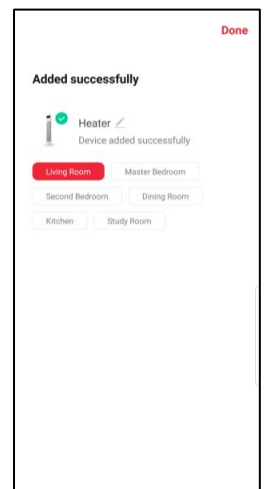 Done
Added successfully
Heater
Device added successfully
Living Room Master Bedroom
Second Bedroom Dining Room
Kitchen Study Room